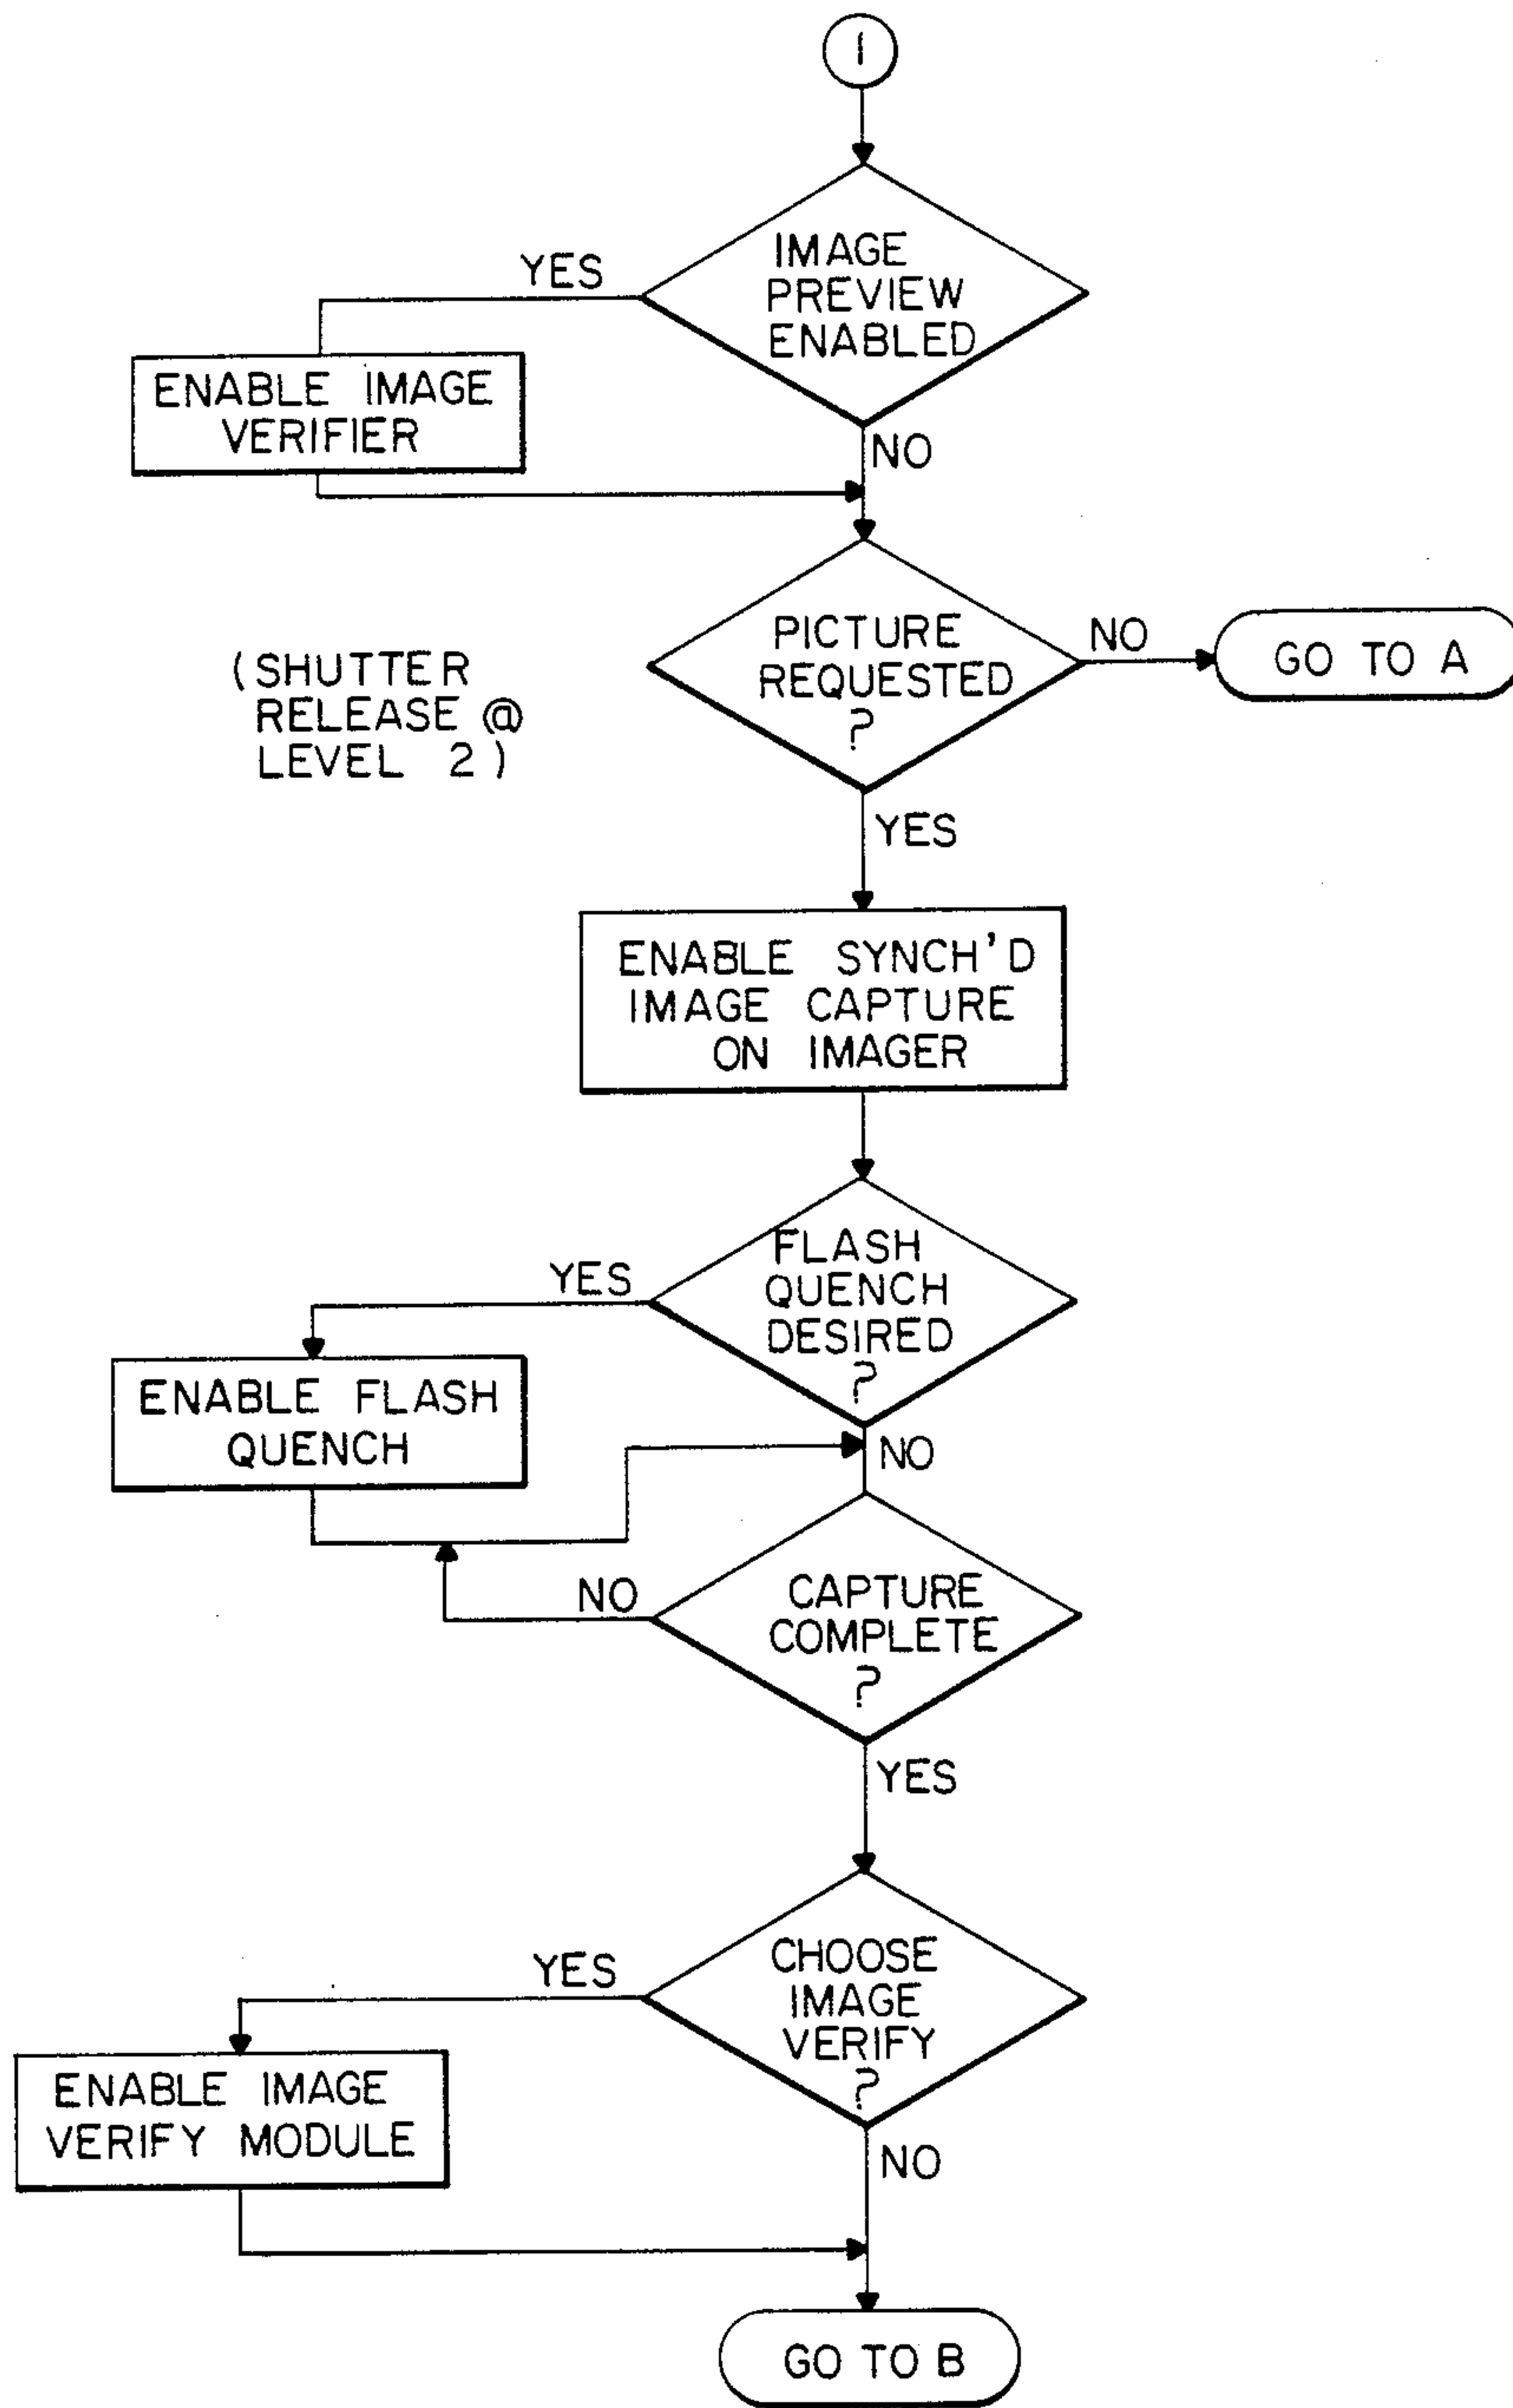 1
IMAGE
PREVIEW
ENABLED
YES
ENABLE IMAGE
VERIFIER
NO
PICTURE
REQUESTED
?
NO
GO TO A
(SHUTTER
RELEASE @
LEVEL 2)
YES
ENABLE SYNCH'D
IMAGE CAPTURE
ON IMAGER
FLASH
QUENCH
DESIRED
?
YES
ENABLE FLASH
QUENCH
NO
CAPTURE
COMPLETE
?
NO
YES
CHOOSE
IMAGE
VERIFY
?
YES
ENABLE IMAGE
VERIFY MODULE
NO
GO TO B